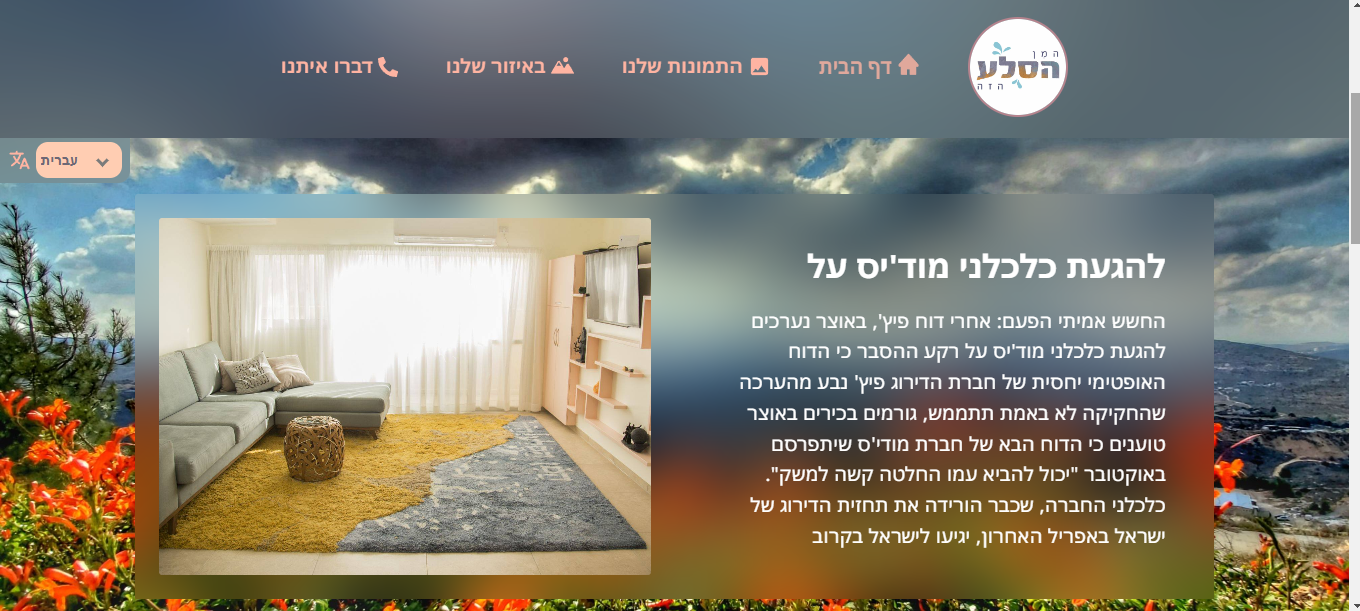 המן
הסלע
הזה
דף הבית
התמונות שלנו
באיזור שלנו
דברו איתנו
עברית
להגעת כלכלני מוד'יס על
החשש אמיתי הפעם: אחרי דוח פיץ', באוצר נערכים
להגעת כלכלני מוד'יס על רקע ההסבר כי הדוח
האופטימי יחסית של חברת הדירוג פיץ' נבע מהערכה
שהחקיקה לא באמת תתממש, גורמים בכירים באוצר
טוענים כי הדוח הבא של חברת מודי'ס שיתפרסם
באוקטובר "יכול להביא עמו החלטה קשה למשק".
כלכלני החברה, שכבר הורידה את תחזית הדירוג של
ישראל באפריל האחרון, יגיעו לישראל בקרוב